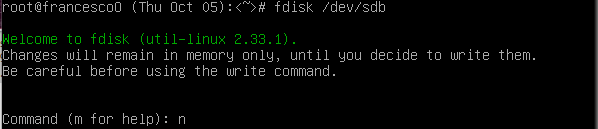 root@francesco0 (Thu Oct 05):<~># fdisk /dev/sdb
Welcome to fdisk (util-linux 2.33.1).
Changes will remain in memory only, until you decide to write them.
Be careful before using the write command.
Command (m for help): n